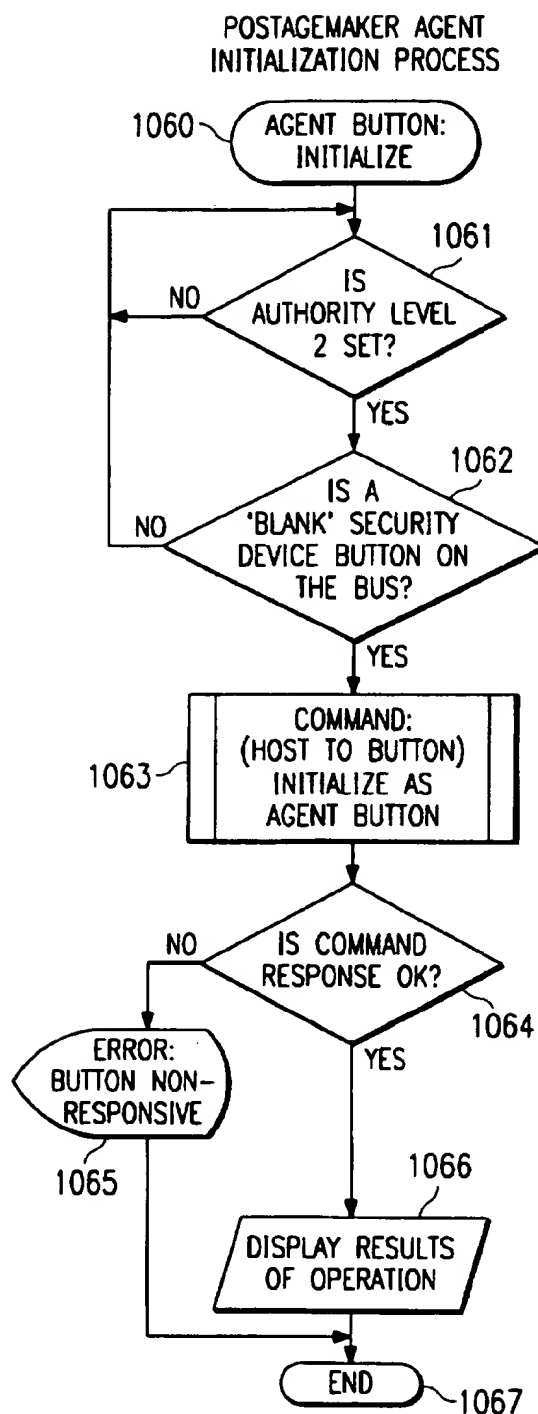 POSTAGEMAKER AGENT
INITIALIZATION PROCESS
1060
AGENT BUTTON:
INITIALIZE
1061
IS
AUTHORITY LEVEL
2 SET?
NO
YES
1062
IS A
'BLANK' SECURITY
DEVICE BUTTON ON
THE BUS?
NO
YES
COMMAND:
(HOST TO BUTTON)
INITIALIZE AS
AGENT BUTTON
1063
IS COMMAND
RESPONSE OK?
NO
1064
YES
ERROR:
BUTTON NON-
RESPONSIVE
1065
1066
DISPLAY RESULTS
OF OPERATION
END
1067